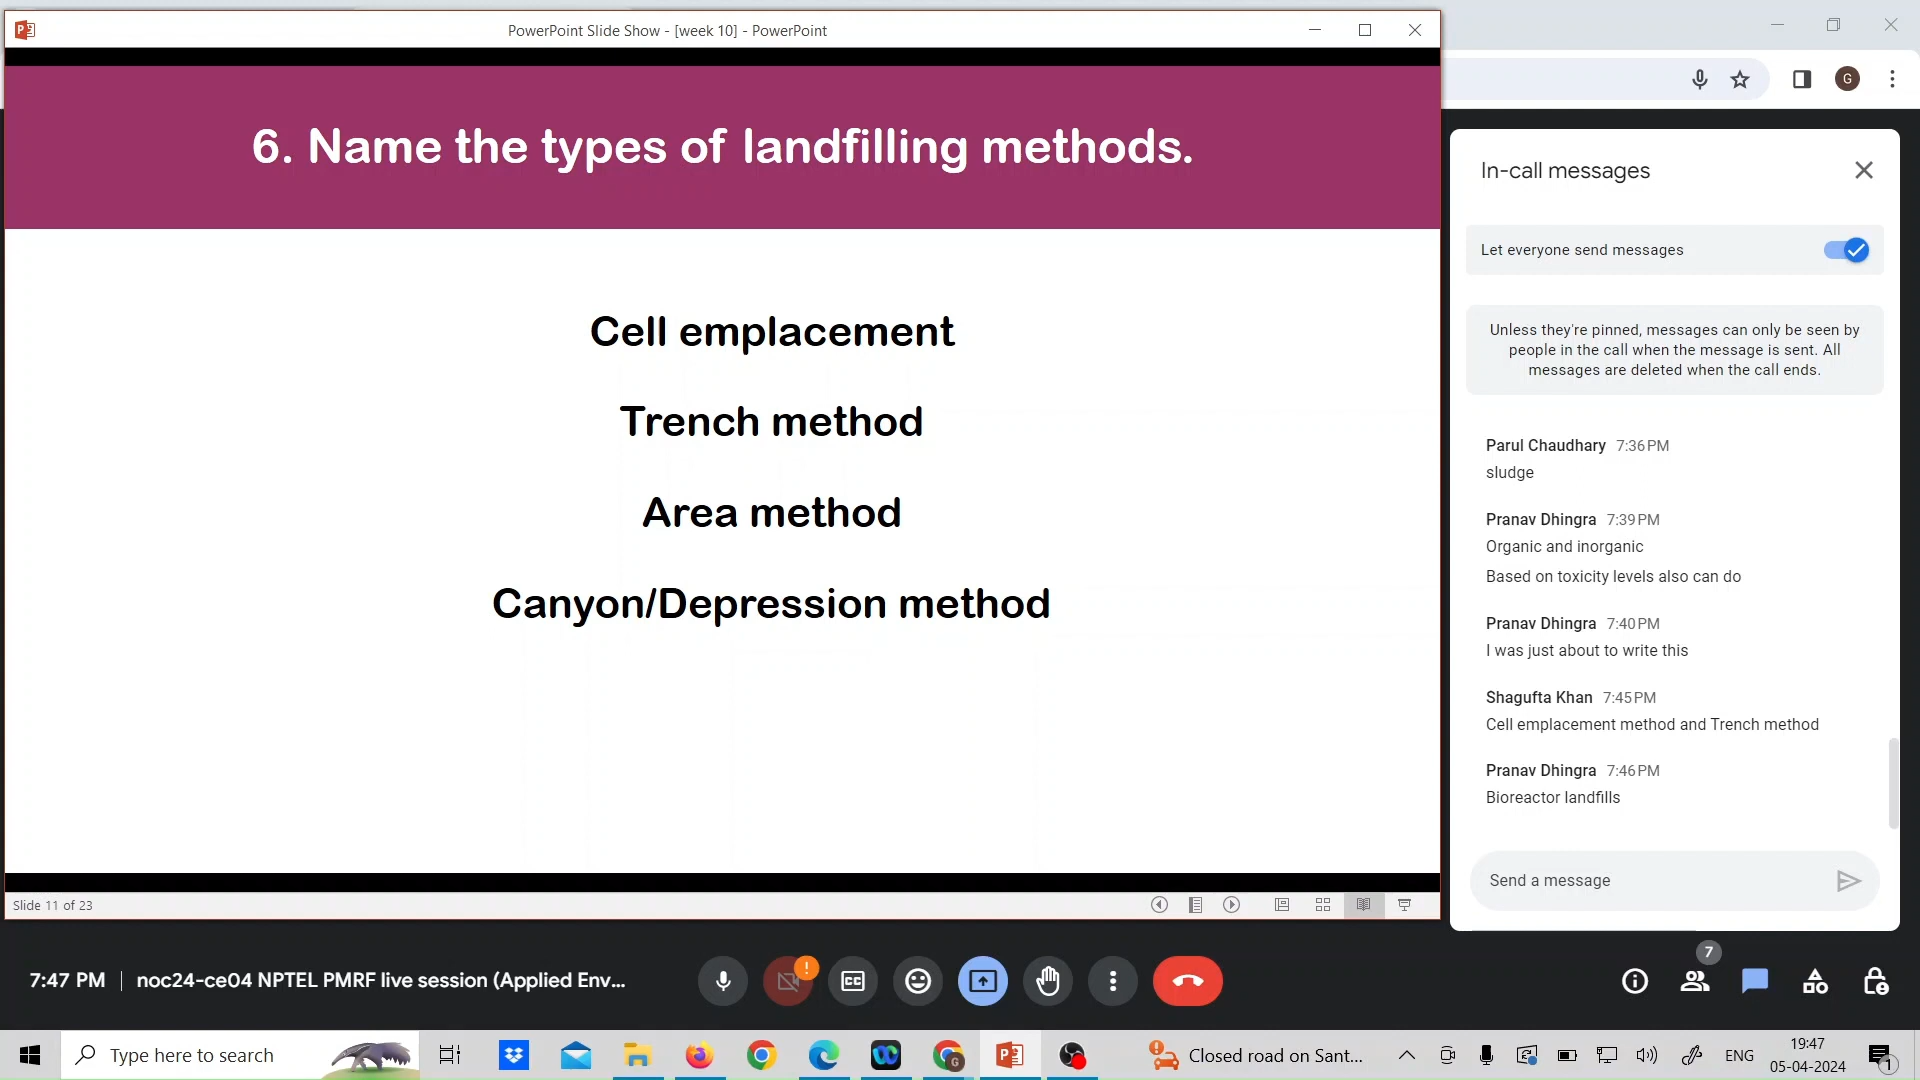 PowerPoint Slide Show - [week 10] - PowerPoint
6. Name the types of landfilling methods.
Cell emplacement
Trench method
Area method
Canyon/Depression method
Slide 11 of 23
G
In-call messages
Let everyone send messages
Unless they're pinned, messages can only be seen by
people in the call when the message is sent. All
messages are deleted when the call ends.
Parul Chaudhary 7:36 PM
sludge
Pranav Dhingra 7:39 PM
Organic and inorganic
Based on toxicity levels also can do
Pranav Dhingra 7:40 PM
I was just about to write this
Shagufta Khan 7:45 PM
Cell emplacement method and Trench method
Pranav Dhingra 7:46 PM
Bioreactor landfills
Send a message
7:47 PM | noc24-ce04 NPTEL PMRF live session (Applied Env...
CC
7
Type here to search
Closed road on Sant...
ENG
19:47
05-04-2024
1